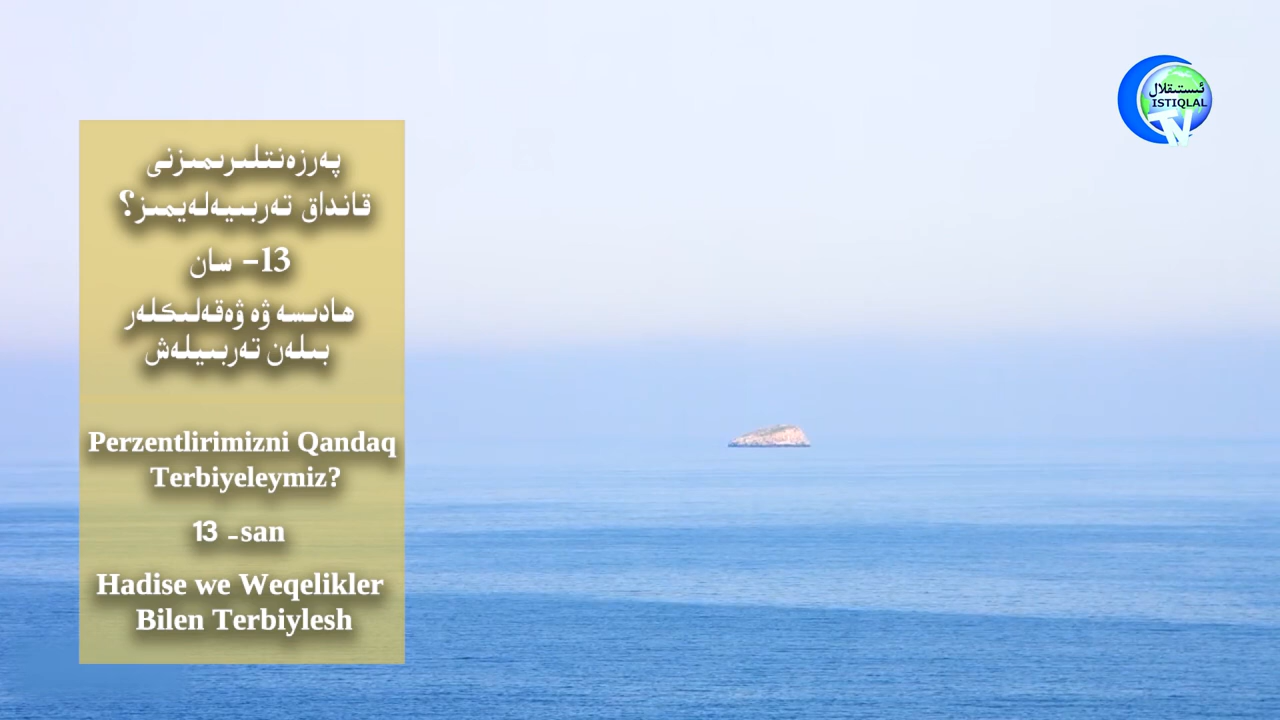 پەرزەنتلىرىمىزنى
قانداق تەربىيەلەيمىز؟
13- سان
ھادىسە ۋە ۋەقەلىكلەر
بىلەن تەربىيلەش
Perzentlirimizni Qandaq
Terbiyeleymiz?
13 -san
Hadise we Weqelikler
Bilen Terbiylesh
ئىستىقلال
ISTIQLAL
TV